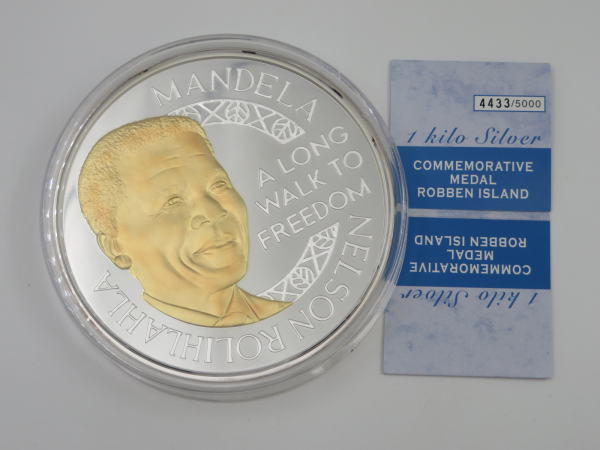 MANDELA
A LONG
WALK TO
FREEDOM
NELSON ROLIHLAHLA
4433/5000
1 kilo Silver
COMMEMORATIVE
MEDAL
ROBBEN ISLAND
1 kilo Silver
COMMEMORATIVE
MEDAL
ROBBEN ISLAND